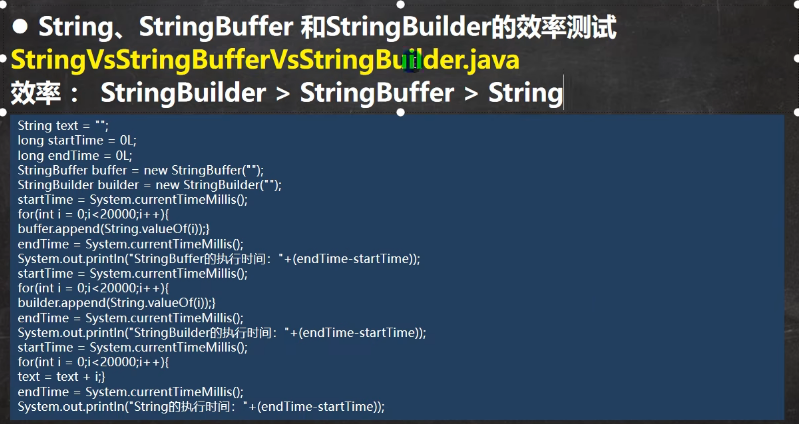 ● String、StringBuffer 和StringBuilder的效率测试
StringVsStringBufferVsStringBuilder.java
效率： StringBuilder > StringBuffer > String
String text = "";
long startTime = 0L;
long endTime = 0L;
StringBuffer buffer = new StringBuffer("");
StringBuilder builder = new StringBuilder("");
startTime = System.currentTimeMillis();
for(int i = 0;i<20000;i++){
buffer.append(String.valueOf(i));}
endTime = System.currentTimeMillis();
System.out.println("StringBuffer的执行时间："+(endTime-startTime));
startTime = System.currentTimeMillis();
for(int i = 0;i<20000;i++){
builder.append(String.valueOf(i));}
endTime = System.currentTimeMillis();
System.out.println("StringBuilder的执行时间："+(endTime-startTime));
startTime = System.currentTimeMillis();
for(int i = 0;i<20000;i++){
text = text + i;}
endTime = System.currentTimeMillis();
System.out.println("String的执行时间："+(endTime-startTime));